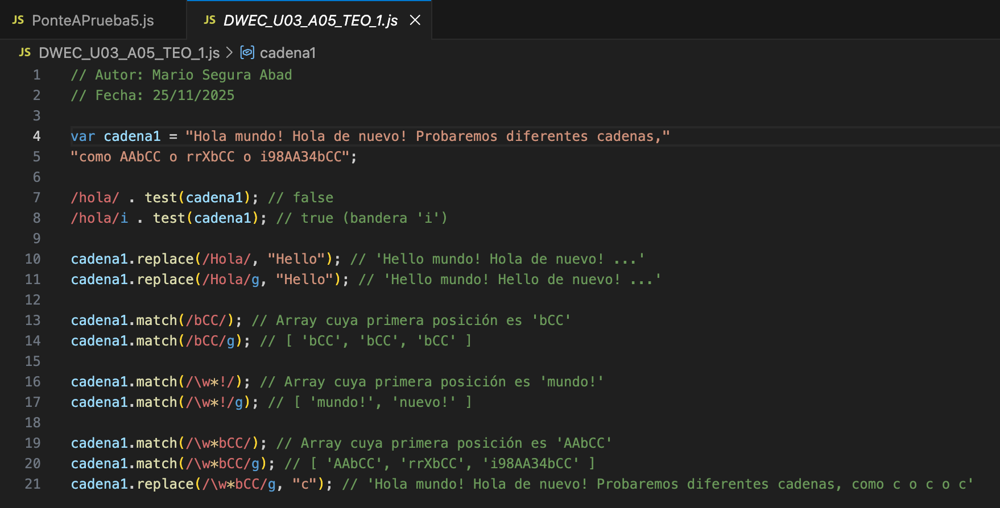 JS PonteAPrueba5.js JS DWEC_U03_A05_TEO_1.js
JS DWEC_U03_A05_TEO_1.js > cadena1
1 // Autor: Mario Segura Abad
2 // Fecha: 25/11/2025
3
4 var cadena1 = "Hola mundo! Hola de nuevo! Probaremos diferentes cadenas,"
5 "como AAbCC o rrXbCC o i98AA34bCC";
6
7 /hola/ . test(cadena1); // false
8 /hola/i . test(cadena1); // true (bandera 'i')
9
10 cadena1.replace(/Hola/, "Hello"); // 'Hello mundo! Hola de nuevo! ...'
11 cadena1.replace(/Hola/g, "Hello"); // 'Hello mundo! Hello de nuevo! ...'
12
13 cadena1.match(/bCC/); // Array cuya primera posición es 'bCC'
14 cadena1.match(/bCC/g); // [ 'bCC', 'bCC', 'bCC' ]
15
16 cadena1.match(/\w*!/); // Array cuya primera posición es 'mundo!'
17 cadena1.match(/\w*!/g); // [ 'mundo!', 'nuevo!' ]
18
19 cadena1.match(/\w*bCC/); // Array cuya primera posición es 'AAbCC'
20 cadena1.match(/\w*bCC/g); // [ 'AAbCC', 'rrXbCC', 'i98AA34bCC' ]
21 cadena1.replace(/\w*bCC/g, "c"); // 'Hola mundo! Hola de nuevo! Probaremos diferentes cadenas, como c o c o c'